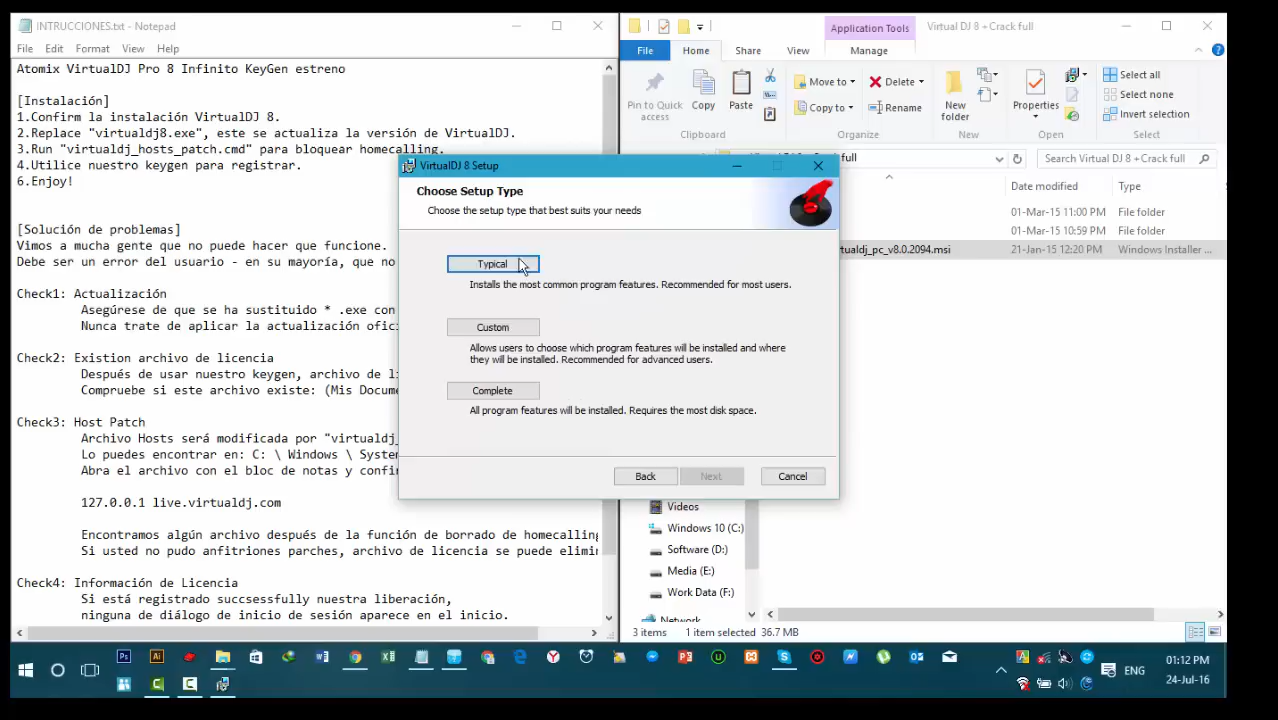 INTRUCCIONES.txt - Notepad
File Edit Format View Help
Atomix VirtualDJ Pro 8 Infinito KeyGen estreno
[Instalación]
1.Confirm la instalación VirtualDJ 8.
2.Replace "virtualdj8.exe", este se actualiza la versión de VirtualDJ.
3.Run "virtualdj_hosts_patch.cmd" para bloquear homecalling.
4.Utilice nuestro keygen para registrar.
6.Enjoy!
[Solución de problemas]
Vimos a mucha gente que no puede hacer que funcione.
Debe ser un error del usuario - en su mayoría, que no
Check1: Actualización
Asegúrese de que se ha sustituido * .exe con
Nunca trate de aplicar la actualización ofic
Check2: Existion archivo de licencia
Después de usar nuestro keygen, archivo de l
Compruebe si este archivo existe: (Mis Docume
Check3: Host Patch
Archivo Hosts será modificada por "virtualdj_
Lo puedes encontrar en: C: \ Windows \ System
Abra el archivo con el bloc de notas y confir
127.0.0.1 live.virtualdj.com
Encontramos algún archivo después de la función de borrado de homecalling
Si usted no pudo anfitriones parches, archivo de licencia se puede elimin
Check4: Información de Licencia
Si está registrado succsessfully nuestra liberación,
ninguna de diálogo de inicio de sesión aparece en el inicio.
Application Tools
Virtual DJ 8 +Crack full
File Home Share View Manage
Pin to Quick access
Copy
Paste
Clipboard
Move to
Copy to
Delete
Rename
Organize
New folder
New
Properties
Open
Select all
Select none
Invert selection
Select
full
Search Virtual DJ 8 +Crack full
Date modified Type
01-Mar-15 11:00 PM File folder
01-Mar-15 10:59 PM File folder
rtualdj_pc_v8.0.2094.msi 21-Jan-15 12:20 PM Windows Installer ...
VirtualDJ 8 Setup
Choose Setup Type
Choose the setup type that best suits your needs
Typical
Installs the most common program features. Recommended for most users.
Custom
Allows users to choose which program features will be installed and where
they will be installed. Recommended for advanced users.
Complete
All program features will be installed. Requires the most disk space.
Back Next Cancel
Videos
Windows 10 (C:)
Software (D:)
Media (E:)
Work Data (F:)
Network
3 items 1 item selected 36.7 MB
ENG
01:12 PM
24-Jul-16